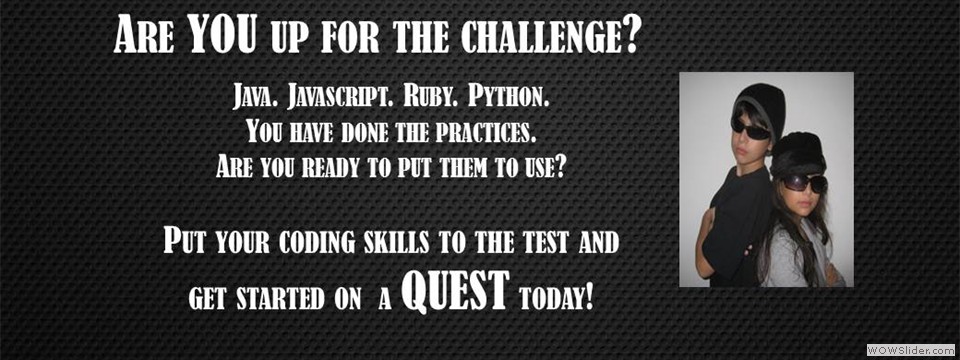 Are YOU up for the challenge?
Java. Javascript. Ruby. Python.
You have done the practices.
Are you ready to put them to use?
Put your coding skills to the test and
get started on a QUEST today!
WOWSlider.com